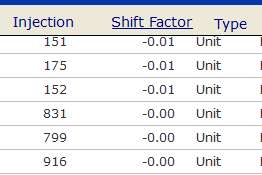 Injection Shift Factor Type
151 -0.01 Unit
175 -0.01 Unit
152 -0.01 Unit
831 -0.00 Unit
799 -0.00 Unit
916 -0.00 Unit